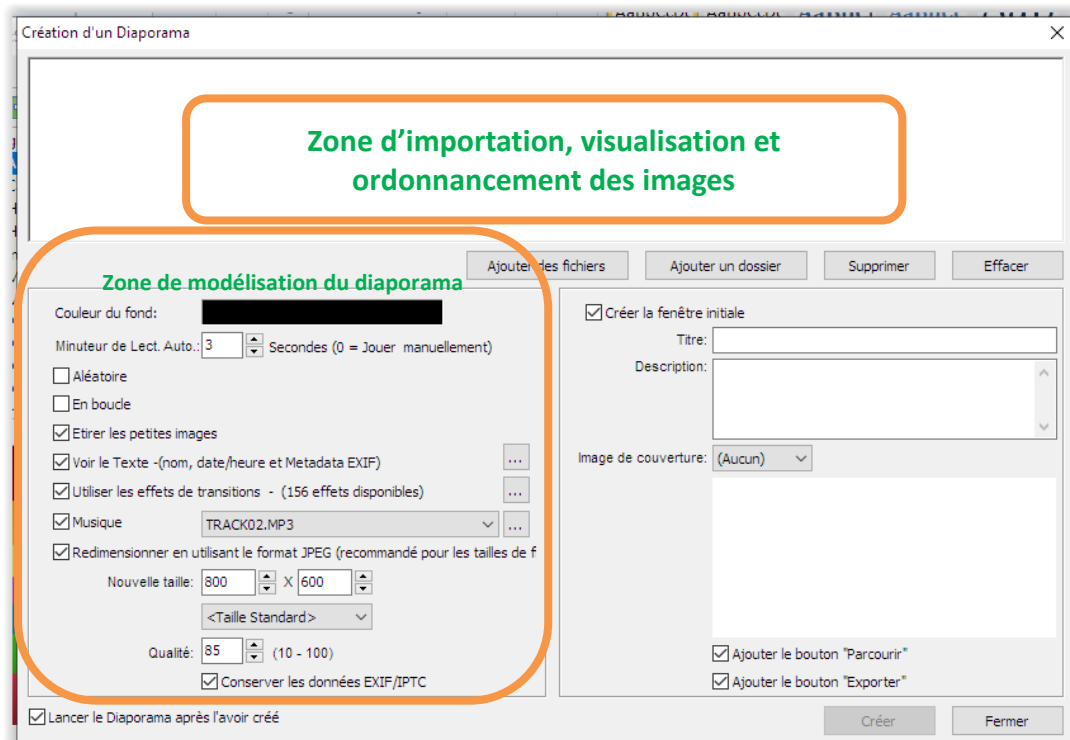 Création d'un Diaporama
Zone d'importation, visualisation et
ordonnancement des images
Ajouter des fichiers
Ajouter un dossier
Supprimer
Effacer
Zone de modélisation du diaporama
Couleur du fond:
Minuteur de Lect. Auto.: 3 Secondes (0 = Jouer manuellement)
Aléatoire
En boucle
Etirer les petites images
Voir le Texte -(nom, date/heure et Metadata EXIF) ...
Utiliser les effets de transitions - (156 effets disponibles) ...
Musique TRACK02.MP3 ...
Redimensionner en utilisant le format JPEG (recommandé pour les tailles de f
Nouvelle taille: 800 X 600
<Taille Standard>
Qualité: 85 (10 - 100)
Conserver les données EXIF/IPTC
Créer la fenêtre initiale
Titre:
Description:
Image de couverture: (Aucun)
Ajouter le bouton "Parcourir"
Ajouter le bouton "Exporter"
Lancer le Diaporama après l'avoir créé
Créer
Fermer